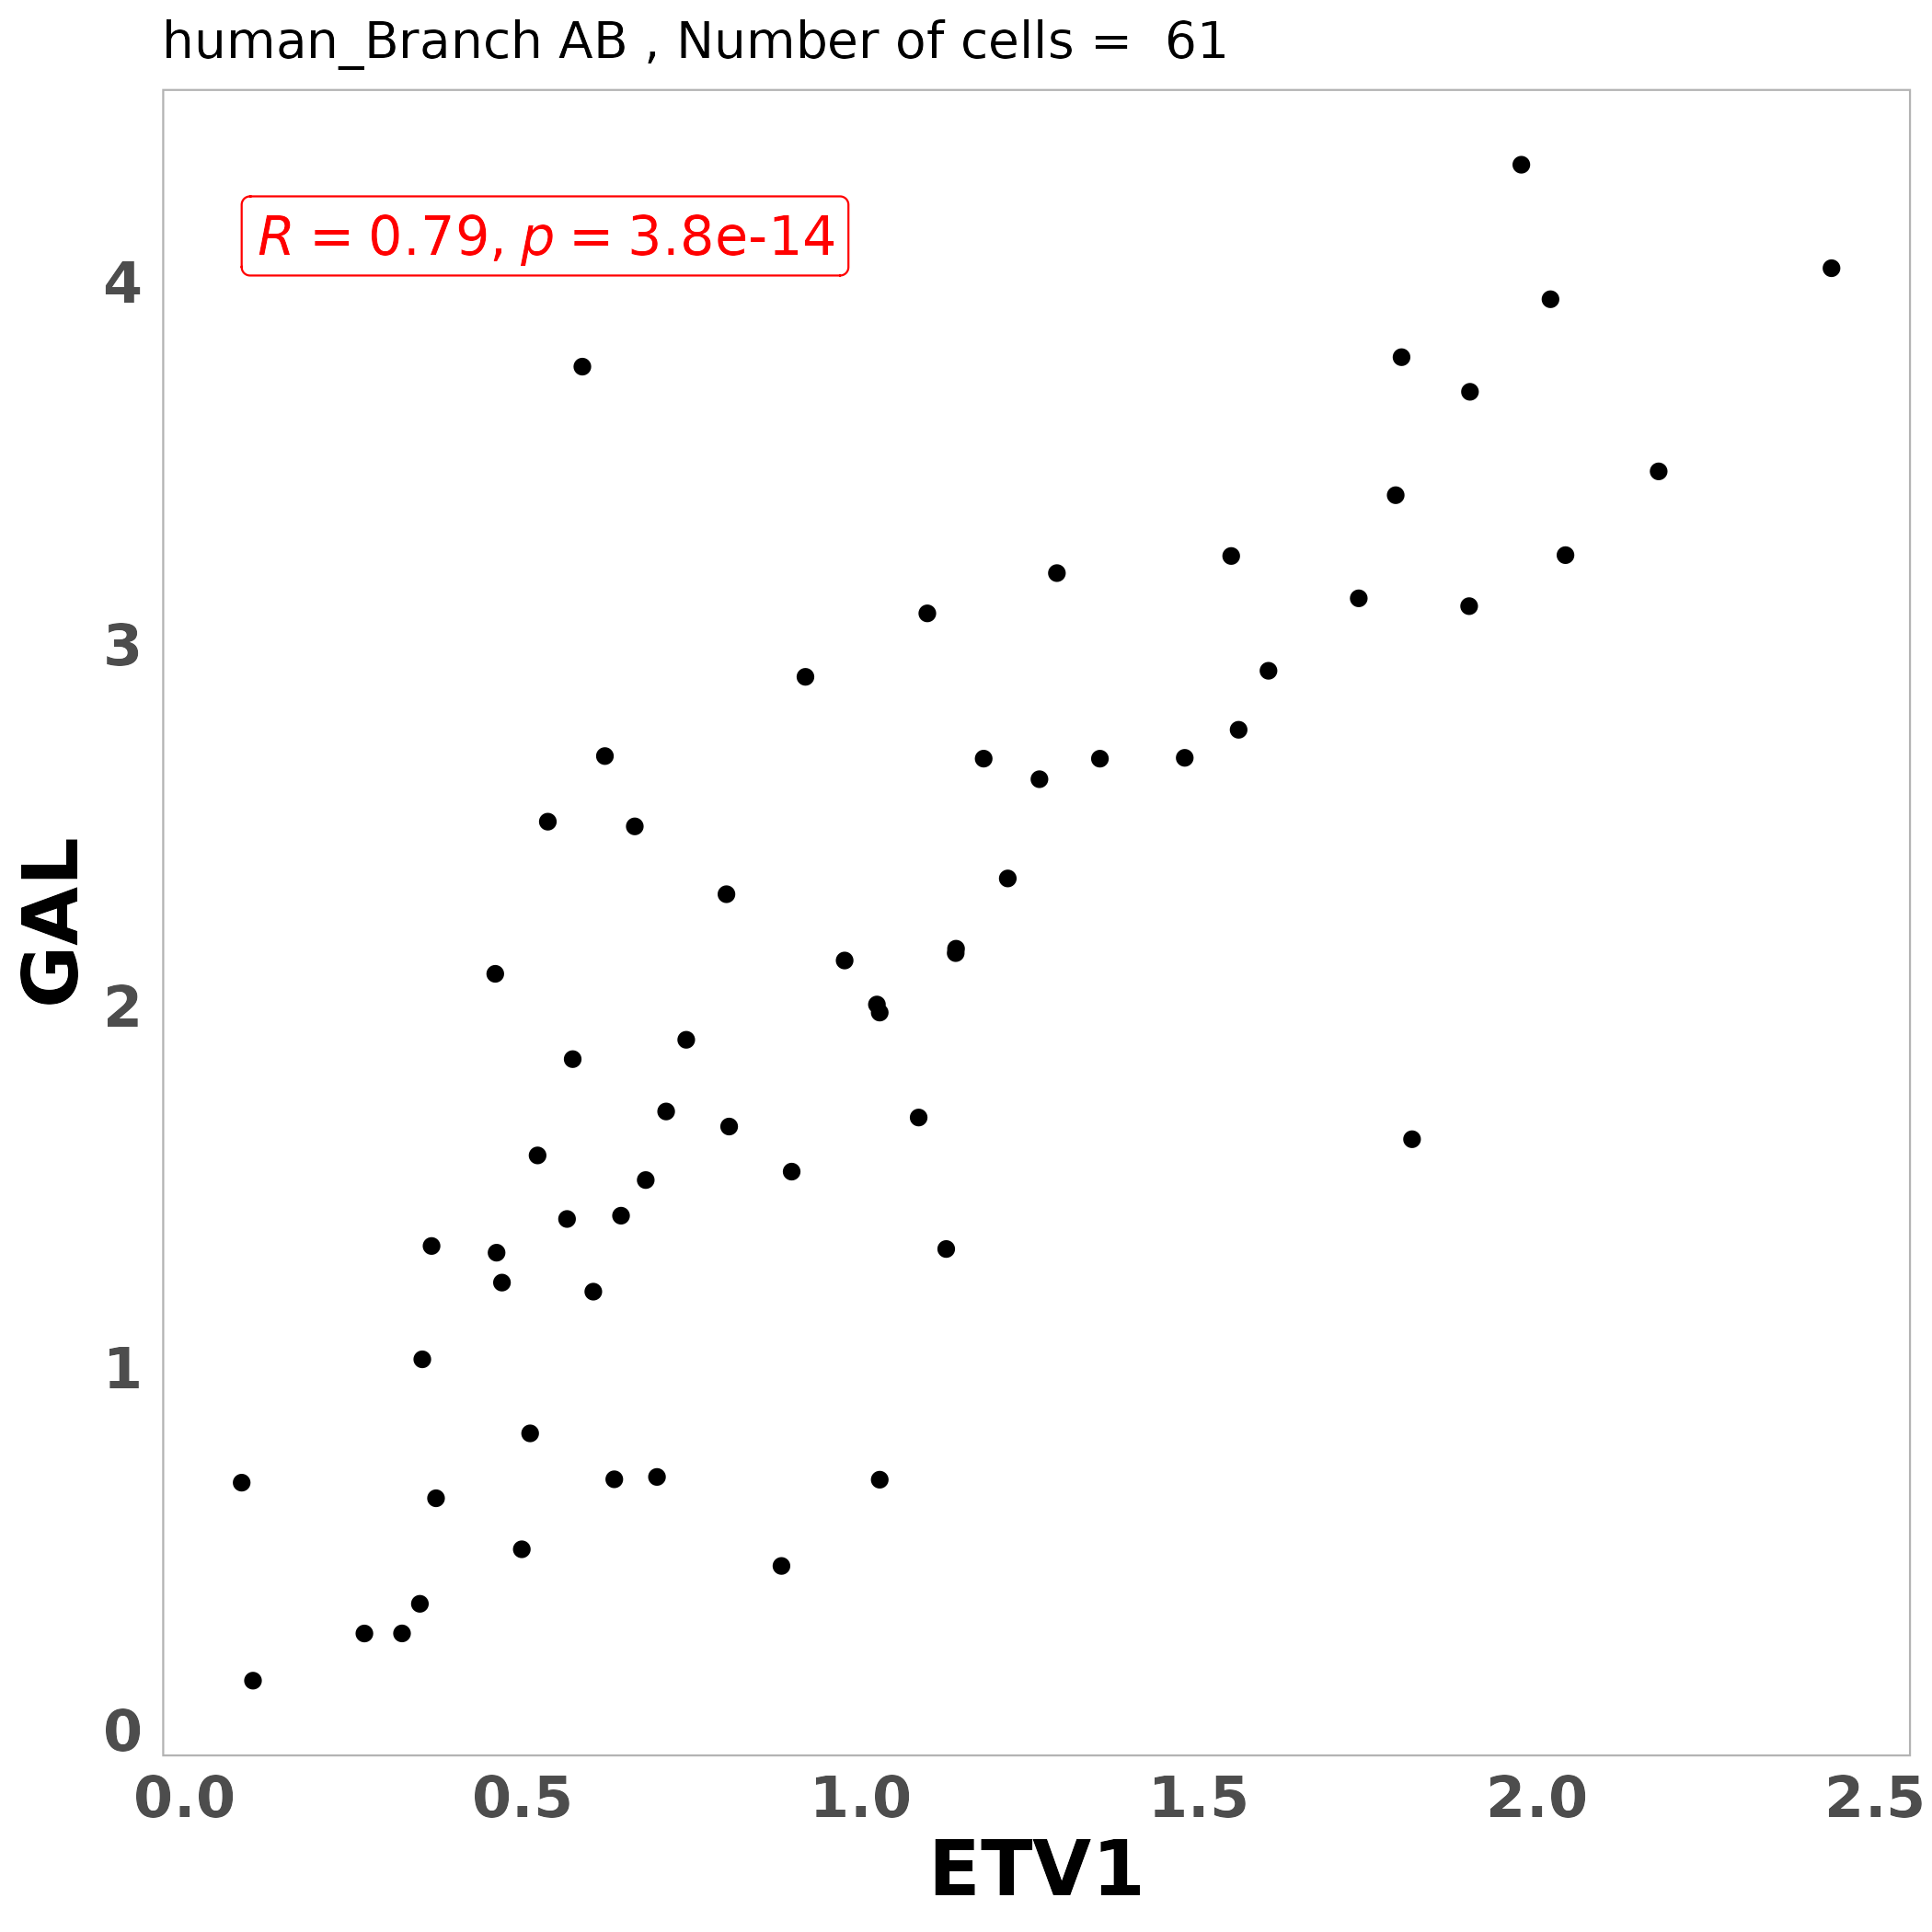 human_Branch AB , Number of cells =  61
R = 0.79, p = 3.8e-14
4
3
2
1
0
GAL
0.0 0.5 1.0 1.5 2.0 2.5
ETV1